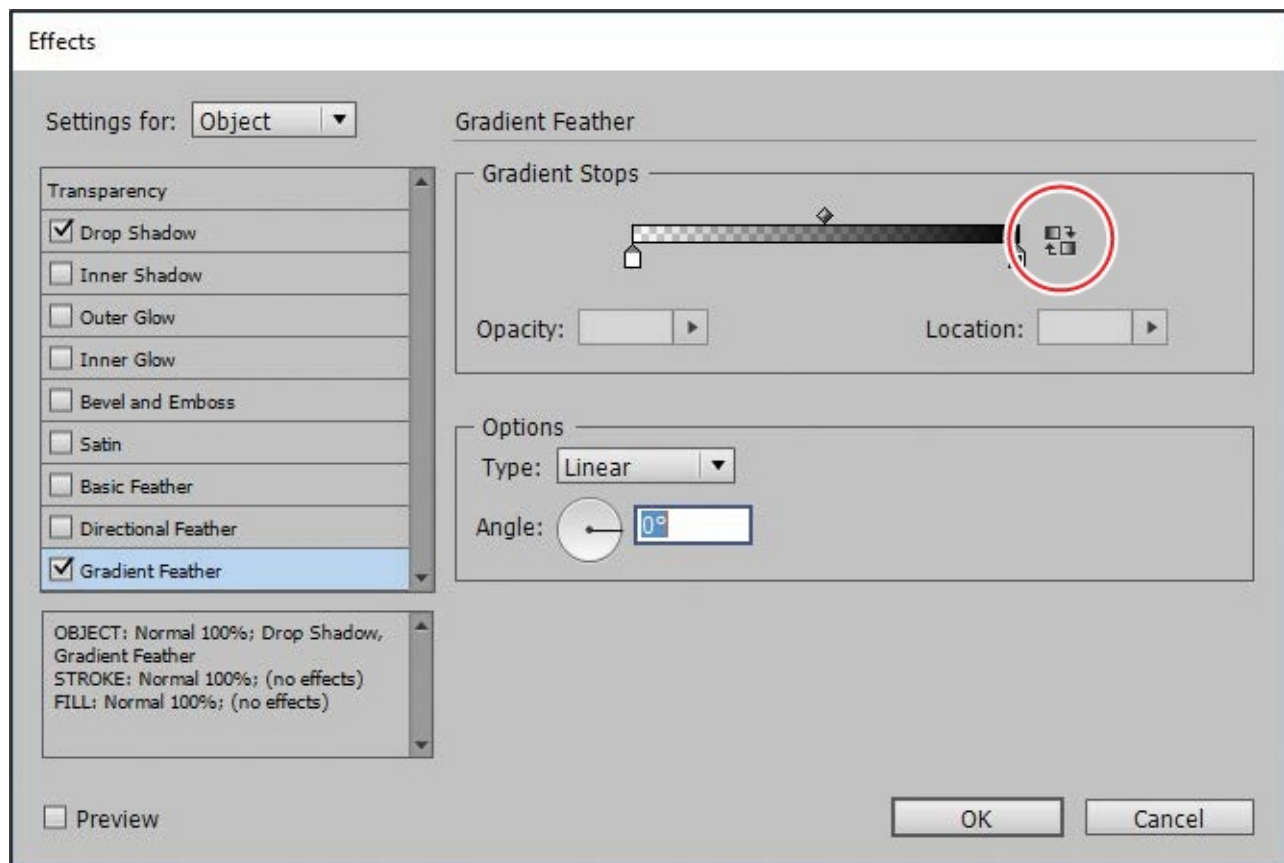 Effects
Settings for: Object
Transparency
Drop Shadow
Inner Shadow
Outer Glow
Inner Glow
Bevel and Emboss
Satin
Basic Feather
Directional Feather
Gradient Feather
OBJECT: Normal 100%; Drop Shadow,
Gradient Feather
STROKE: Normal 100%; (no effects)
FILL: Normal 100%; (no effects)
Preview
Gradient Feather
Gradient Stops
Opacity: Location:
Options
Type: Linear
Angle: 0°
OK Cancel